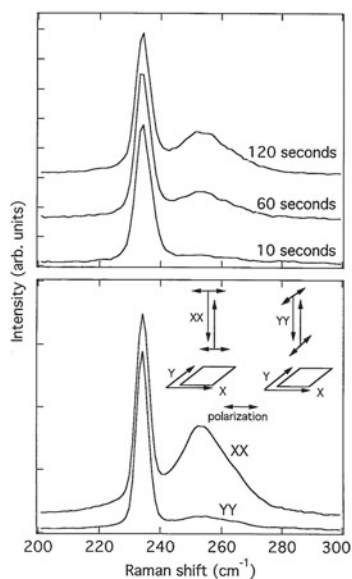 Intensity (arb. units)
120 seconds
60 seconds
10 seconds
XX
YY
Y
X
Y
X
polarization
XX
YY
200 220 240 260 280 300
Raman shift (cm⁻¹)